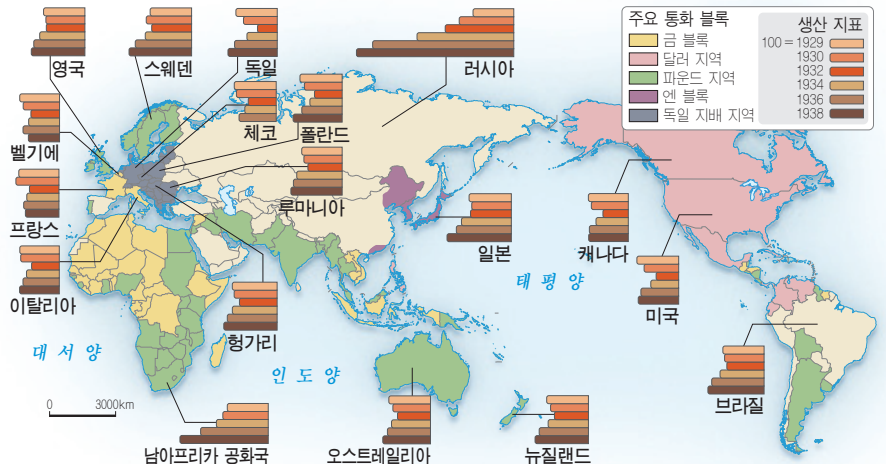 주요 통화 블록
금 블록
달러 지역
파운드 지역
엔 블록
독일 지배 지역
생산 지표
100 = 1929
1930
1932
1934
1936
1938
영국
스웨덴
독일
러시아
체코
폴란드
벨기에
루마니아
프랑스
일본
캐나다
이탈리아
태평양
미국
헝가리
대서양
인도양
브라질
0 3000km
남아프리카 공화국
오스트레일리아
뉴질랜드